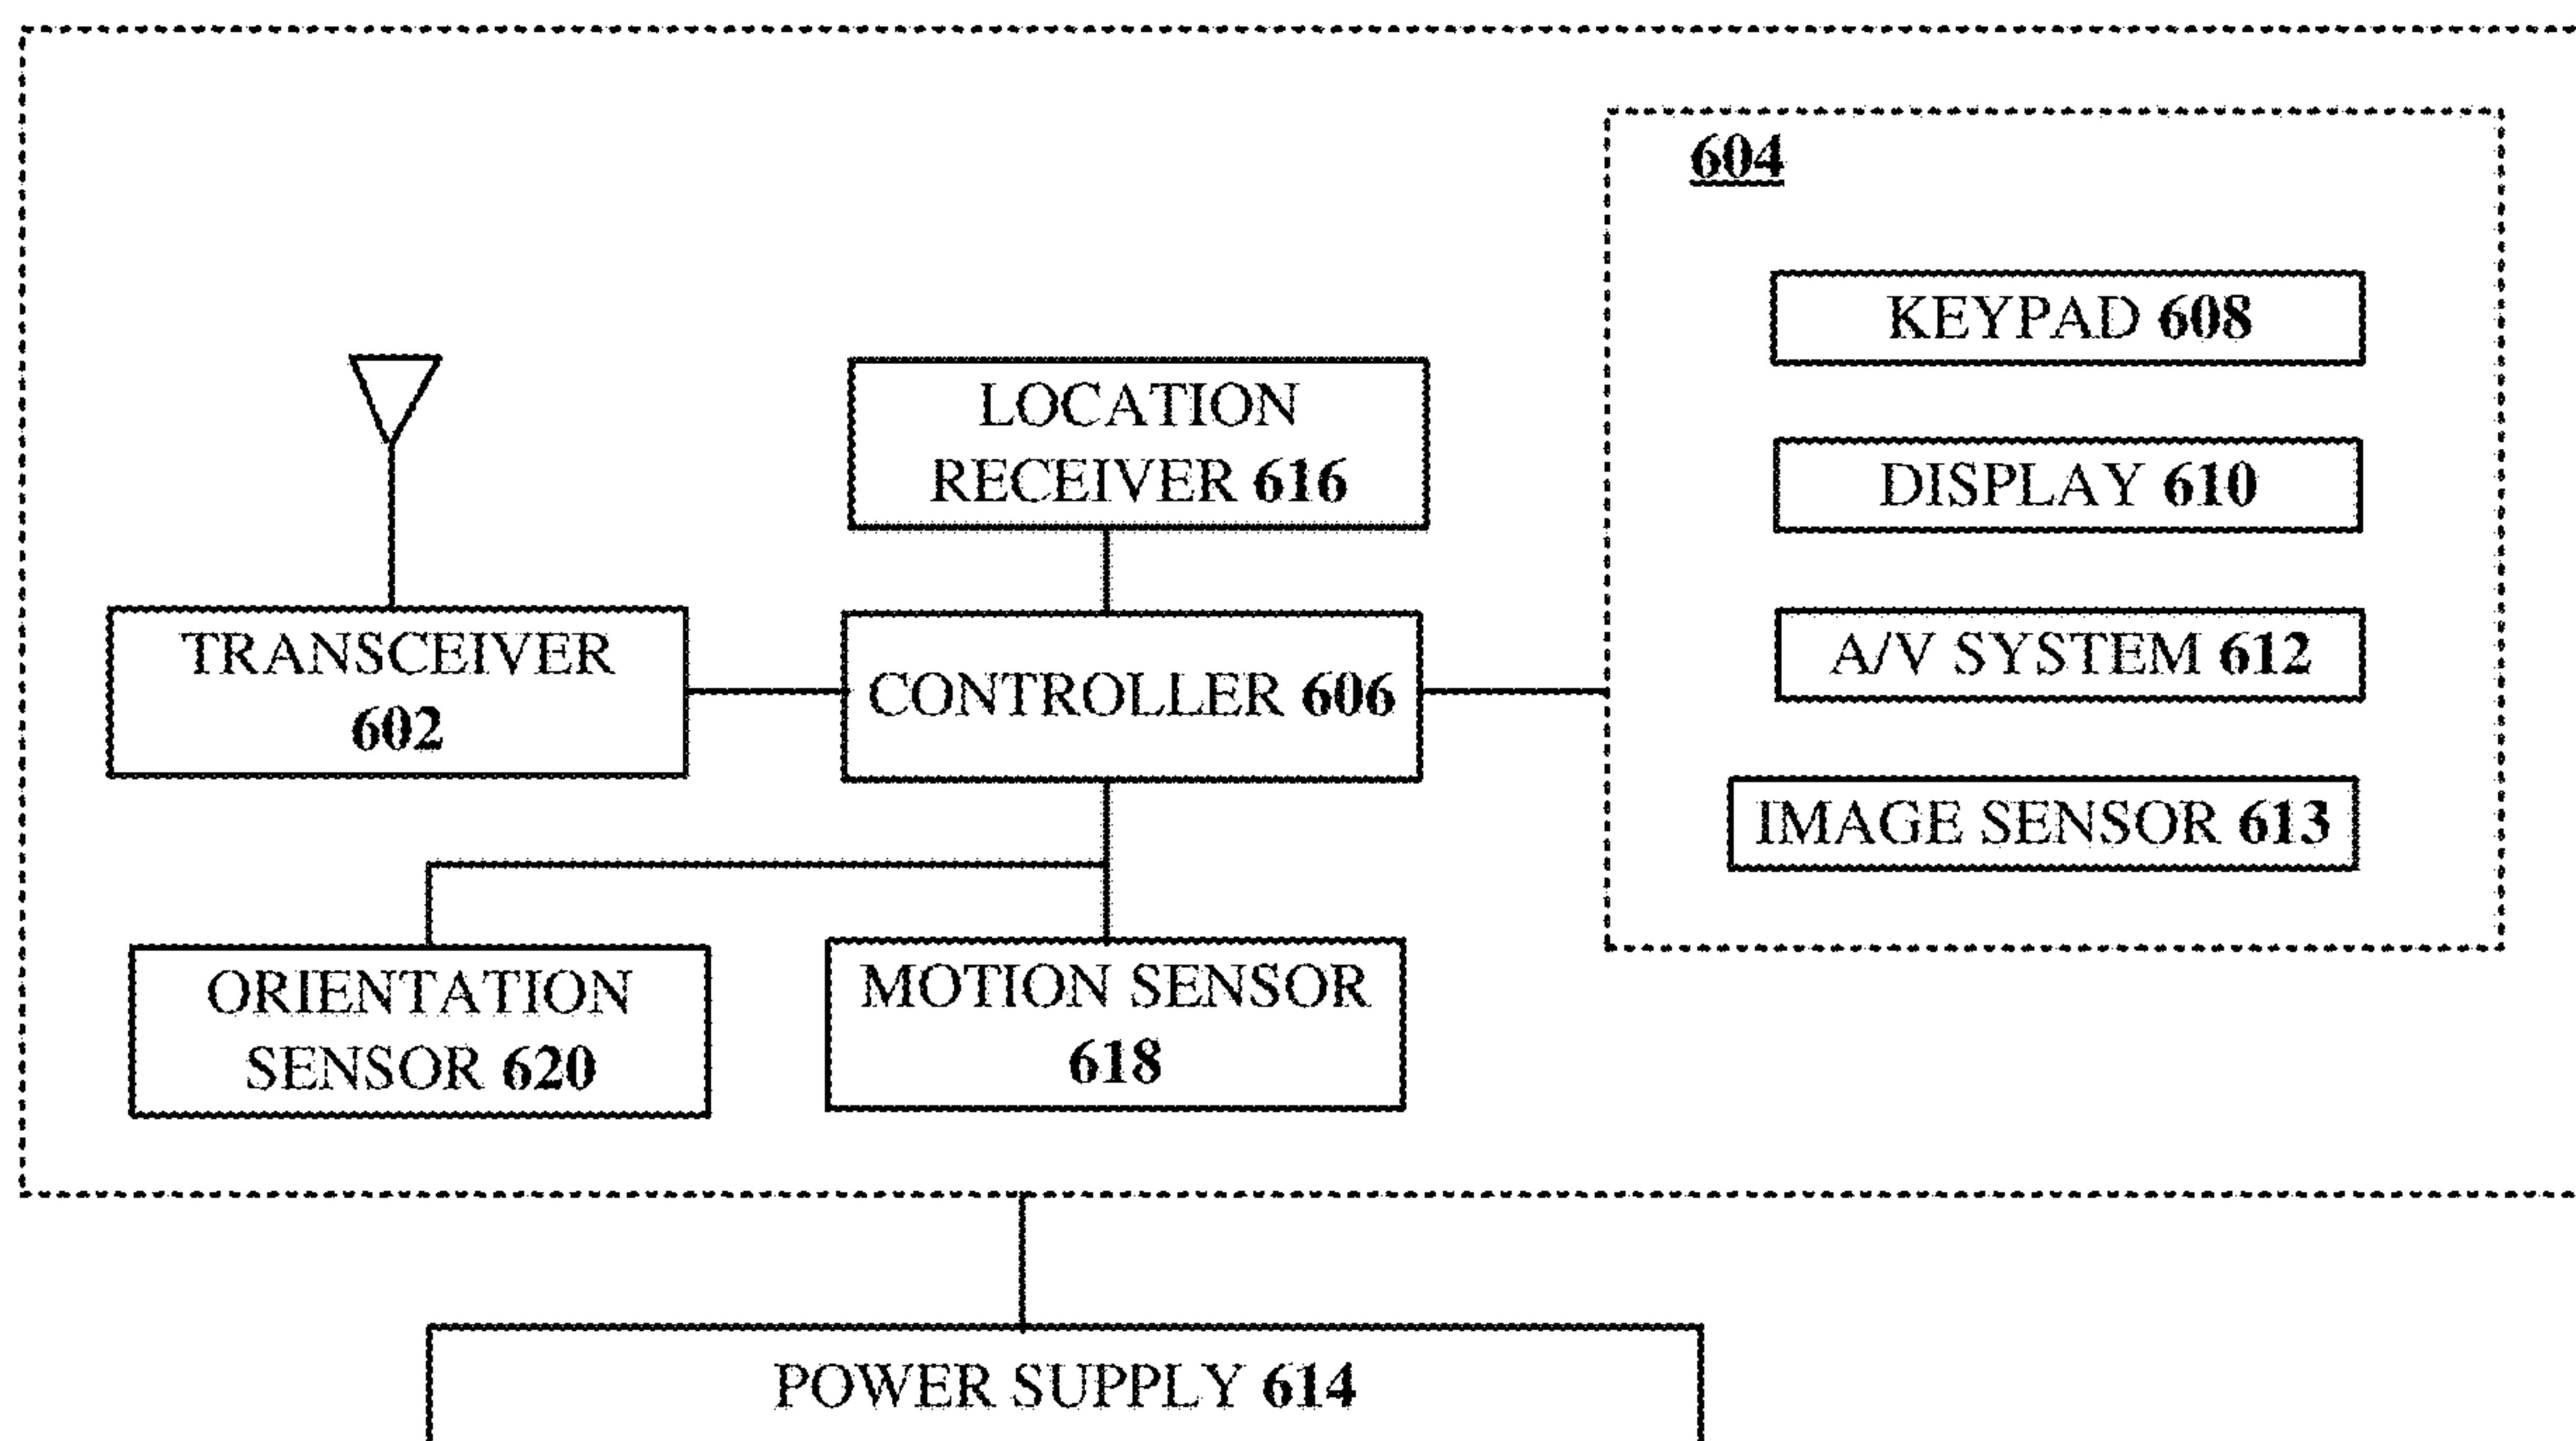 604
KEYPAD 608
DISPLAY 610
A/V SYSTEM 612
IMAGE SENSOR 613
LOCATION
RECEIVER 616
TRANSCEIVER
602
CONTROLLER 606
ORIENTATION
SENSOR 620
MOTION SENSOR
618
POWER SUPPLY 614